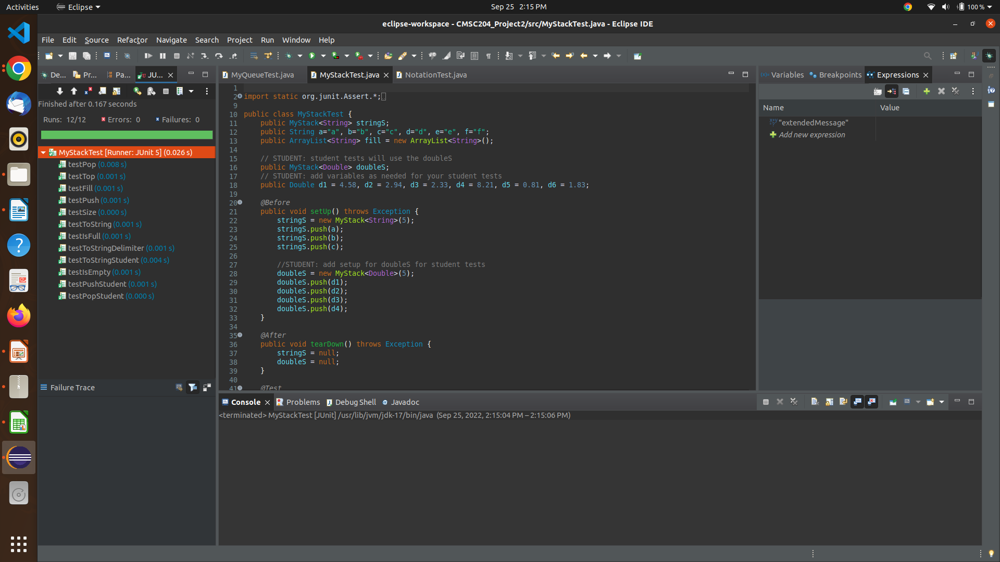 Activities Eclipse Sep 25 2:15 PM 100 %
eclipse-workspace - CMSC204_Project2/src/MyStackTest.java - Eclipse IDE
File Edit Source Refactor Navigate Search Project Run Window Help
De... Pr... Pa... JU...
Finished after 0.167 seconds
Runs: 12/12 Errors: 0 Failures: 0
MyStackTest [Runner: JUnit 5] (0.026 s)
testPop (0.008 s)
testTop (0.001 s)
testFill (0.001 s)
testPush (0.001 s)
testSize (0.000 s)
testToString (0.001 s)
testIsFull (0.001 s)
testToStringDelimiter (0.001 s)
testToStringStudent (0.004 s)
testIsEmpty (0.001 s)
testPushStudent (0.001 s)
testPopStudent (0.000 s)
Failure Trace
MyQueueTest.java MyStackTest.java NotationTest.java
1
2 import static org.junit.Assert.*;
9
10 public class MyStackTest {
11 public MyStack<String> stringS;
12 public String a="a", b="b", c="c", d="d", e="e", f="f";
13 public ArrayList<String> fill = new ArrayList<String>();
14
15 // STUDENT: student tests will use the doubleS
16 public MyStack<Double> doubleS;
17 // STUDENT: add variables as needed for your student tests
18 public Double d1 = 4.58, d2 = 2.94, d3 = 2.33, d4 = 8.21, d5 = 0.81, d6 = 1.83;
19
20 @Before
21 public void setUp() throws Exception {
22 stringS = new MyStack<String>(5);
23 stringS.push(a);
24 stringS.push(b);
25 stringS.push(c);
26
27 //STUDENT: add setup for doubleS for student tests
28 doubleS = new MyStack<Double>(5);
29 doubleS.push(d1);
30 doubleS.push(d2);
31 doubleS.push(d3);
32 doubleS.push(d4);
33 }
34
35 @After
36 public void tearDown() throws Exception {
37 stringS = null;
38 doubleS = null;
39 }
40
41 @Test
Variables Breakpoints Expressions
Name Value
"extendedMessage"
Add new expression
Console Problems Debug Shell Javadoc
<terminated> MyStackTest [JUnit] /usr/lib/jvm/jdk-17/bin/java (Sep 25, 2022, 2:15:04 PM – 2:15:06 PM)